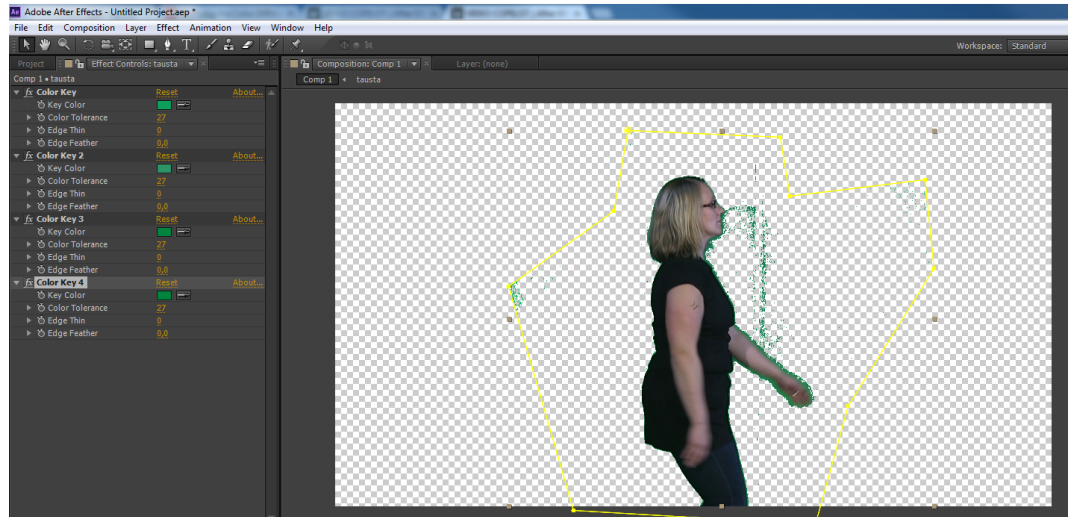 Adobe After Effects - Untitled Project.aep *
File Edit Composition Layer Effect Animation View Window Help
Workspace: Standard
Project Effect Controls: tausta × Composition: Comp 1 × Layer: (none)
Comp 1 • tausta
Comp 1 tausta
fx Color Key Reset About...
Key Color
Color Tolerance 27
Edge Thin 0
Edge Feather 0,0
fx Color Key 2 Reset About...
Key Color
Color Tolerance 27
Edge Thin 0
Edge Feather 0,0
fx Color Key 3 Reset About...
Key Color
Color Tolerance 27
Edge Thin 0
Edge Feather 0,0
fx Color Key 4 Reset About...
Key Color
Color Tolerance 27
Edge Thin 0
Edge Feather 0,0